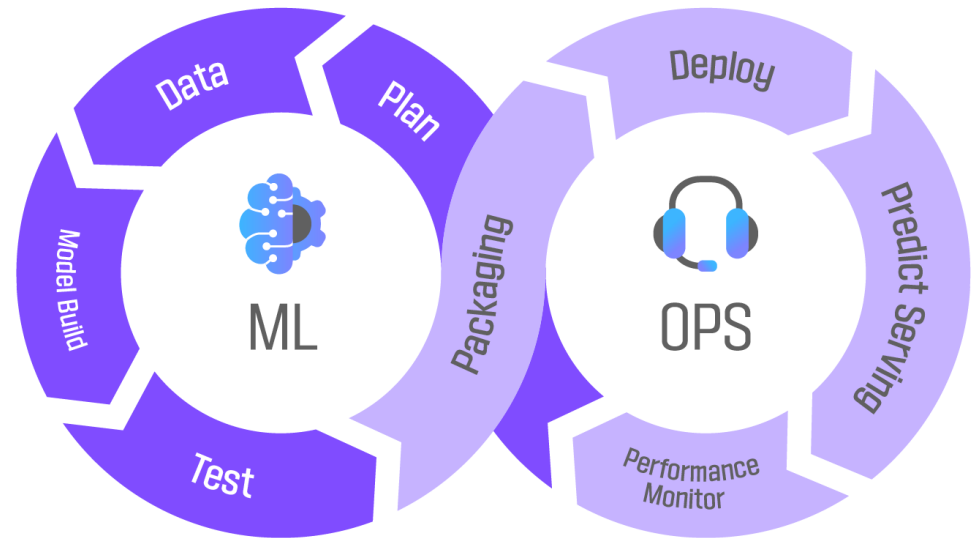 Plan
Data
Model Build
Test
ML
Packaging
Deploy
Predict Serving
Performance
Monitor
OPS